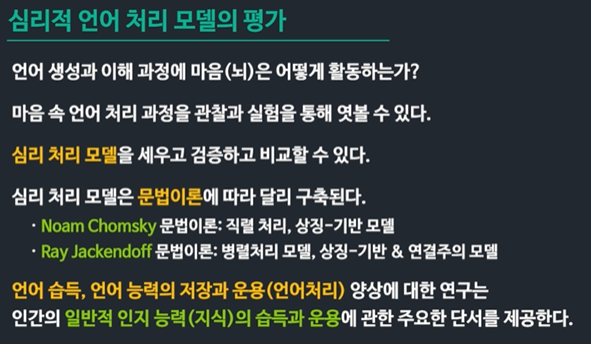 심리적 언어 처리 모델의 평가
언어 생성과 이해 과정에 마음(뇌)은 어떻게 활동하는가?
마음 속 언어 처리 과정을 관찰과 실험을 통해 엿볼 수 있다.
심리 처리 모델을 세우고 검증하고 비교할 수 있다.
심리 처리 모델은 문법이론에 따라 달리 구축된다.
· Noam Chomsky 문법이론: 직렬 처리, 상징-기반 모델
· Ray Jackendoff 문법이론: 병렬처리 모델, 상징-기반 & 연결주의 모델
언어 습득, 언어 능력의 저장과 운용(언어처리) 양상에 대한 연구는
인간의 일반적 인지 능력(지식)의 습득과 운용에 관한 주요한 단서를 제공한다.